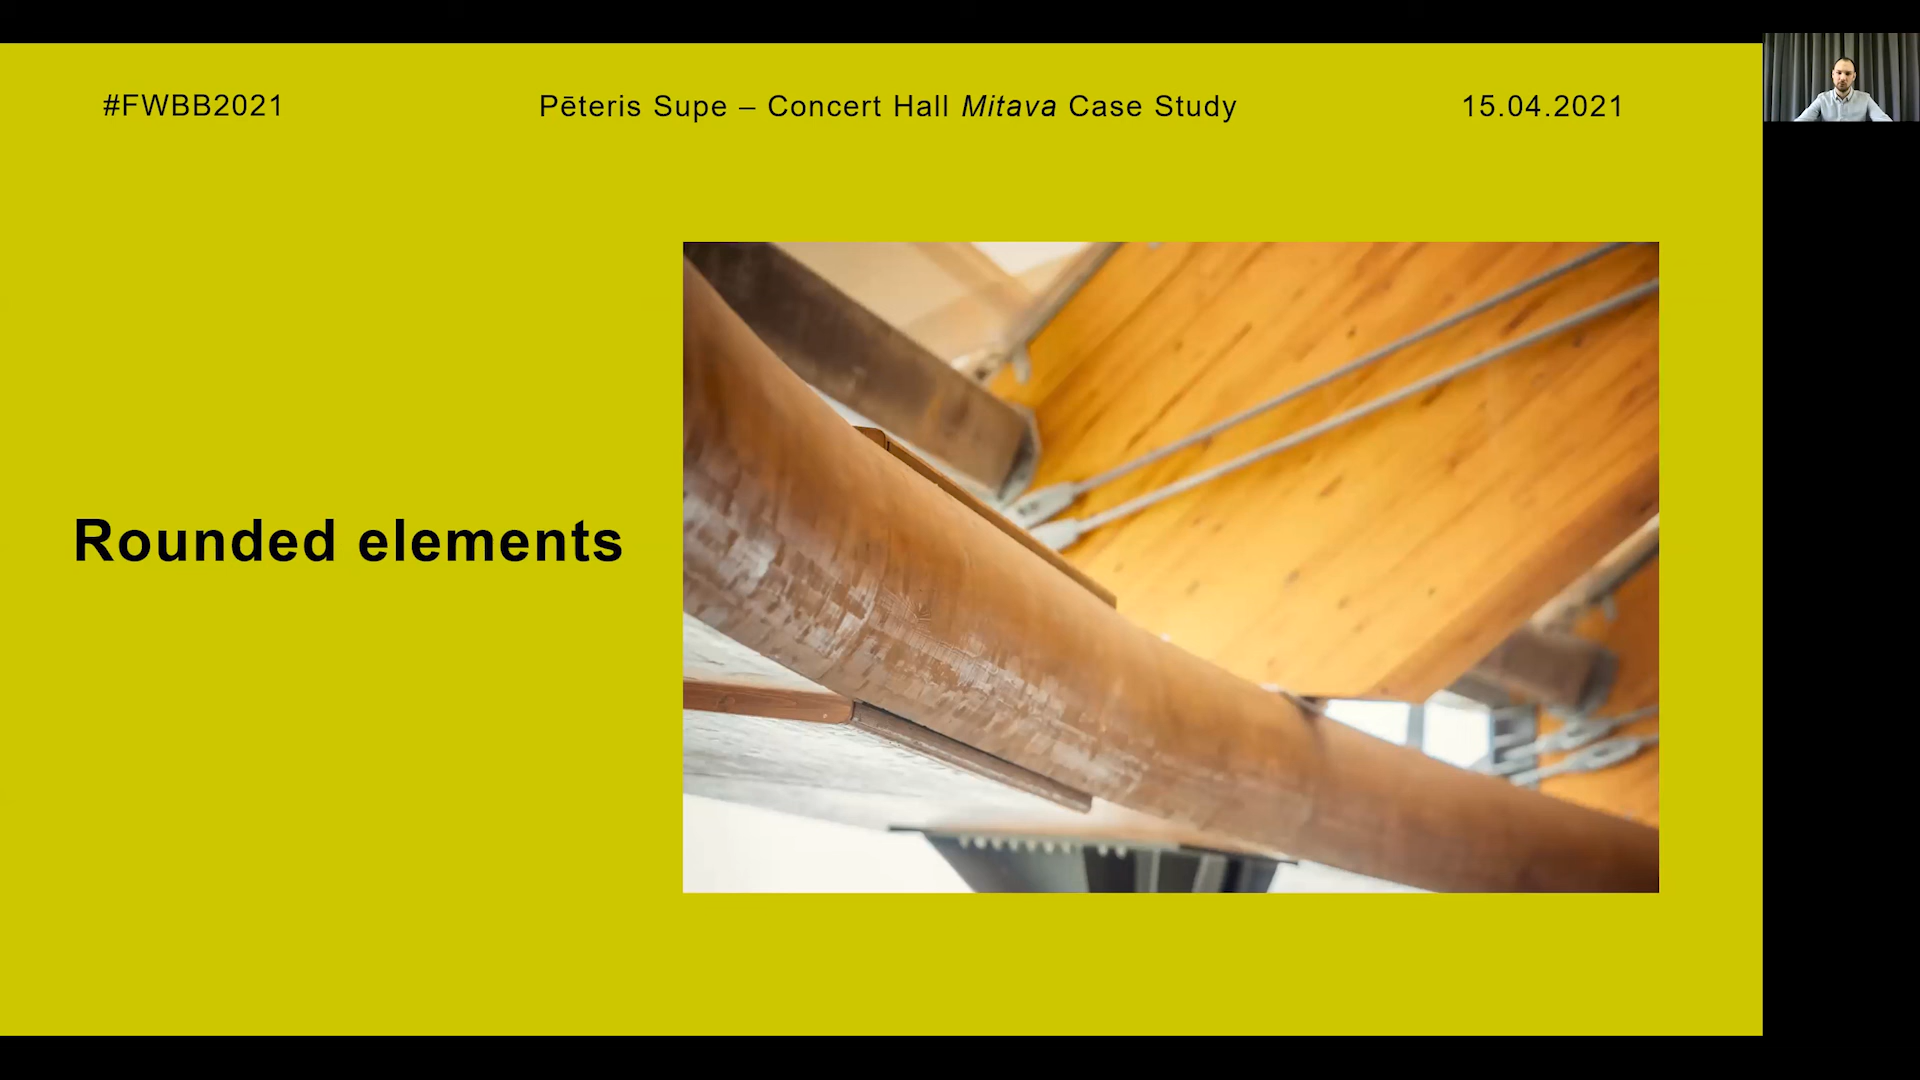 #FWBB2021
Pēteris Supe – Concert Hall Mitava Case Study
15.04.2021
Rounded elements